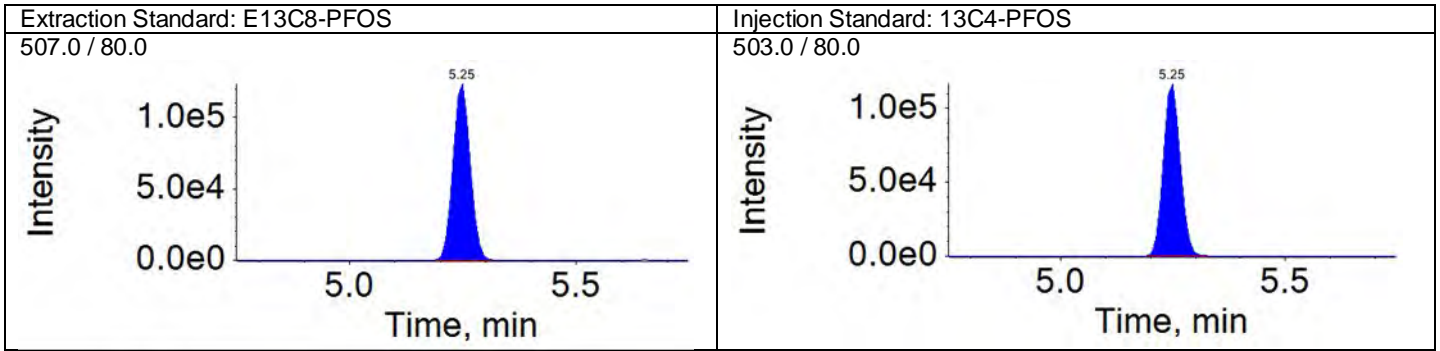 Extraction Standard: E13C8-PFOS
507.0 / 80.0
5.25
1.0e5
5.0e4
0.0e0
Intensity
5.0
5.5
Time, min
Injection Standard: 13C4-PFOS
503.0 / 80.0
5.25
1.0e5
5.0e4
0.0e0
Intensity
5.0
5.5
Time, min